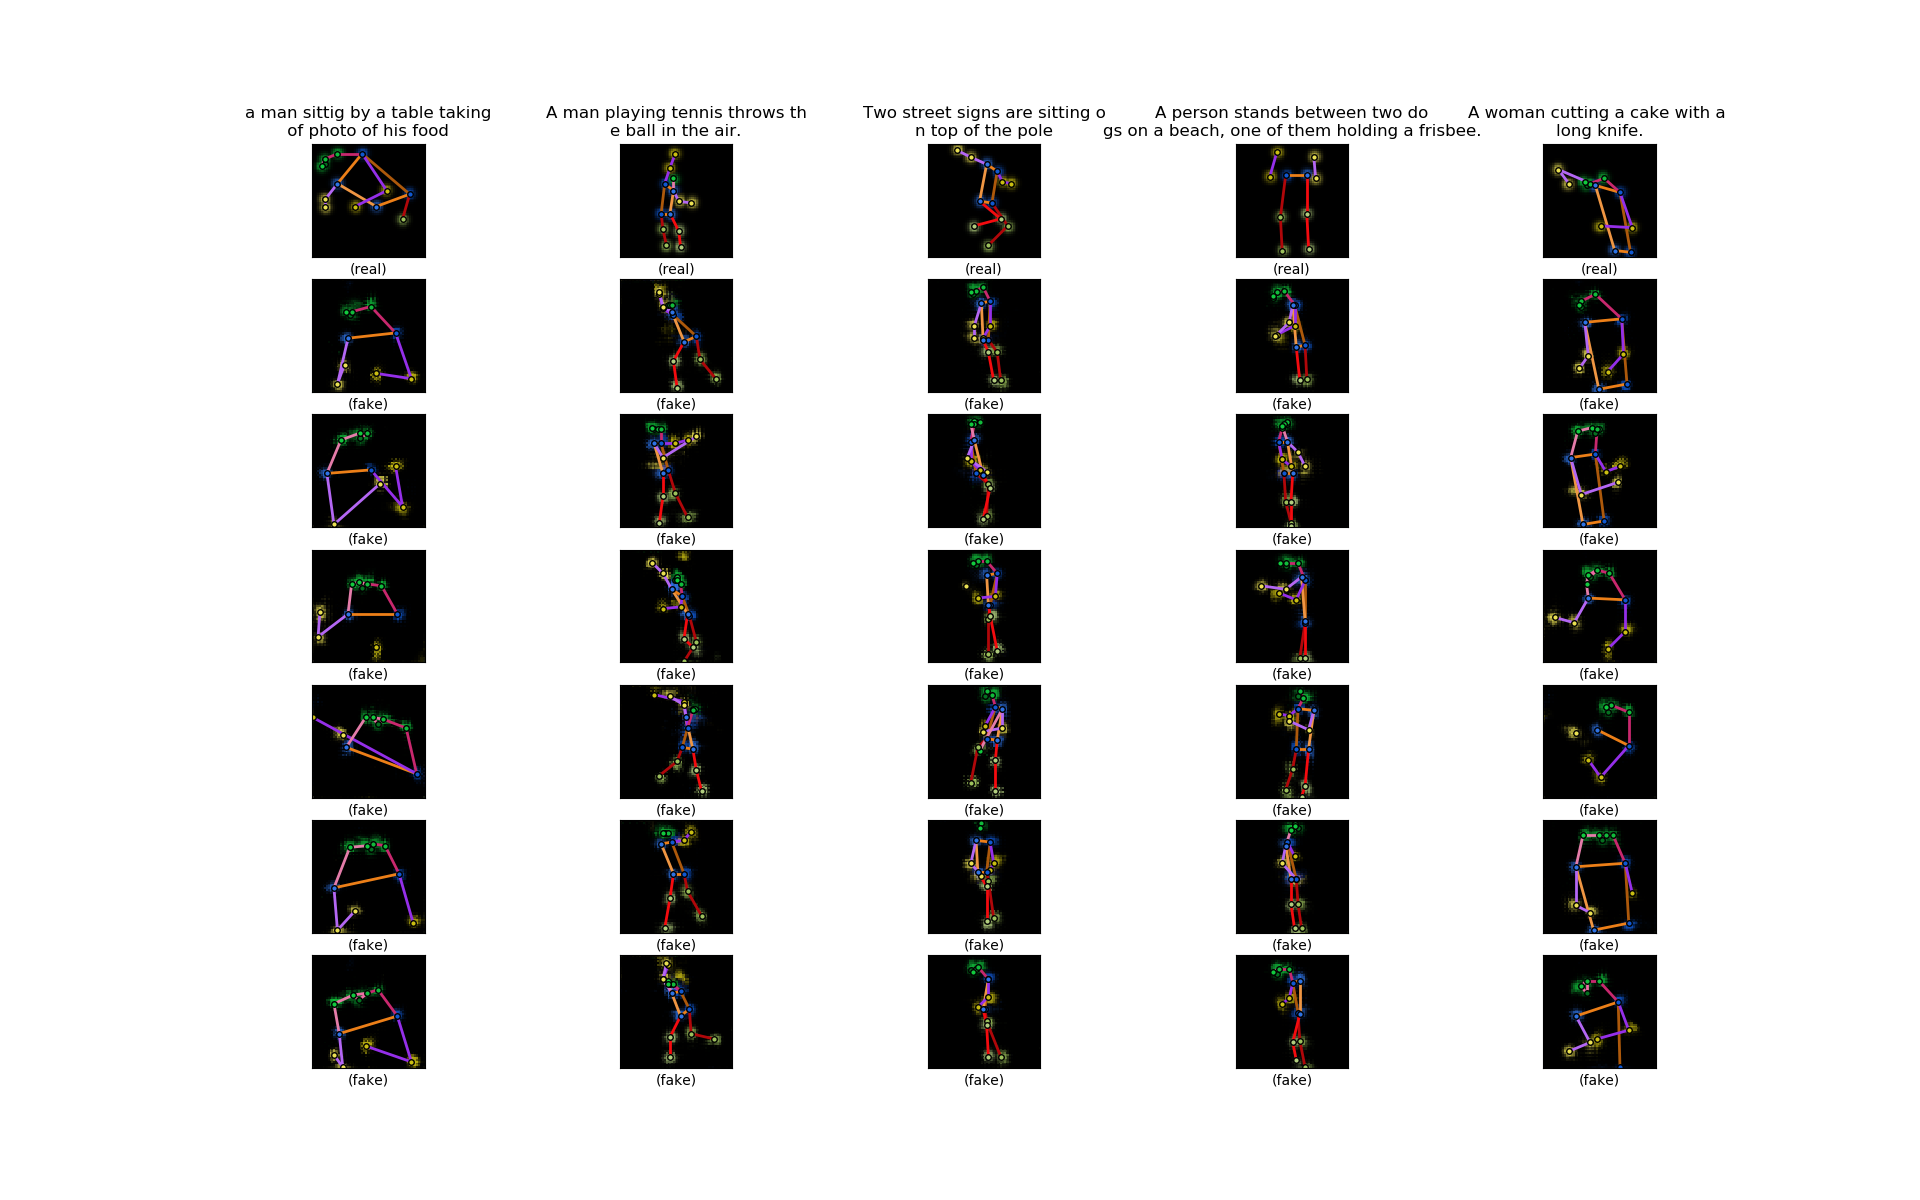 a man sittig by a table taking
of photo of his food
A man playing tennis throws th
e ball in the air.
Two street signs are sitting o
n top of the pole
A person stands between two do
gs on a beach, one of them holding a frisbee.
A woman cutting a cake with a
long knife.
(real) (real) (real) (real) (real)
(fake) (fake) (fake) (fake) (fake)
(fake) (fake) (fake) (fake) (fake)
(fake) (fake) (fake) (fake) (fake)
(fake) (fake) (fake) (fake) (fake)
(fake) (fake) (fake) (fake) (fake)
(fake) (fake) (fake) (fake) (fake)